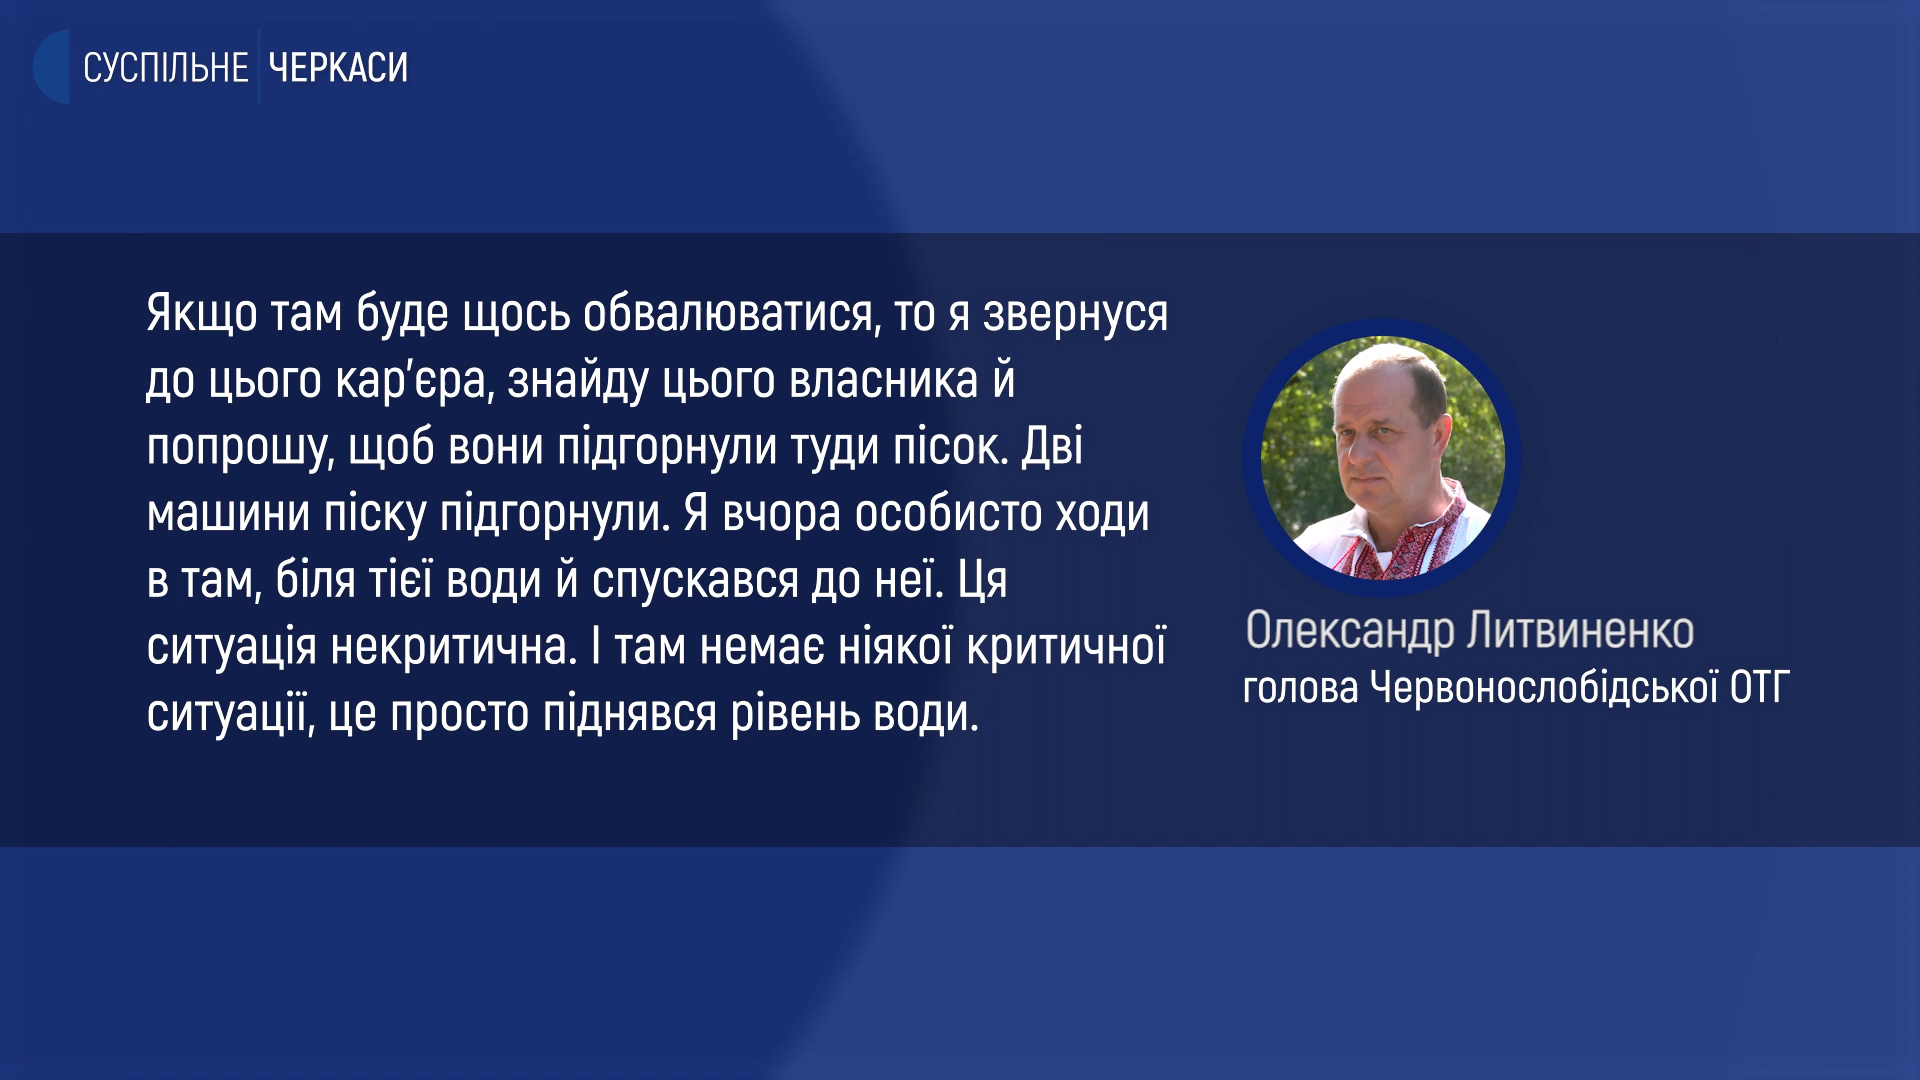 СУСПІЛЬНЕ ЧЕРКАСИ
Якщо там буде щось обвалюватися, то я звернуся
до цього кар'єра, знайду цього власника й
попрошу, щоб вони підгорнули туди пісок. Дві
машини піску підгорнули. Я вчора особисто ходи
в там, біля тієї води й спускався до неї. Ця
ситуація некритична. І там немає ніякої критичної
ситуації, це просто піднявся рівень води.
Олександр Литвиненко
голова Червонослобідської ОТГ